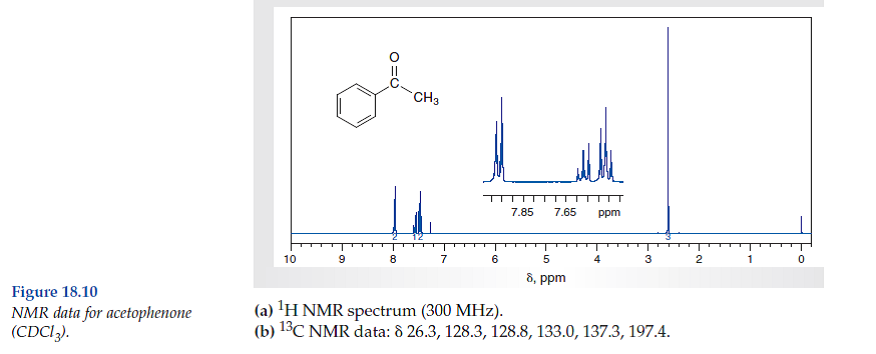 O
C
CH3
7.85 7.65 ppm
2 1 2 3
10 9 8 7 6 5 4 3 2 1 0
δ, ppm
Figure 18.10
NMR data for acetophenone
(CDCl3).
(a) 1H NMR spectrum (300 MHz).
(b) 13C NMR data: δ 26.3, 128.3, 128.8, 133.0, 137.3, 197.4.